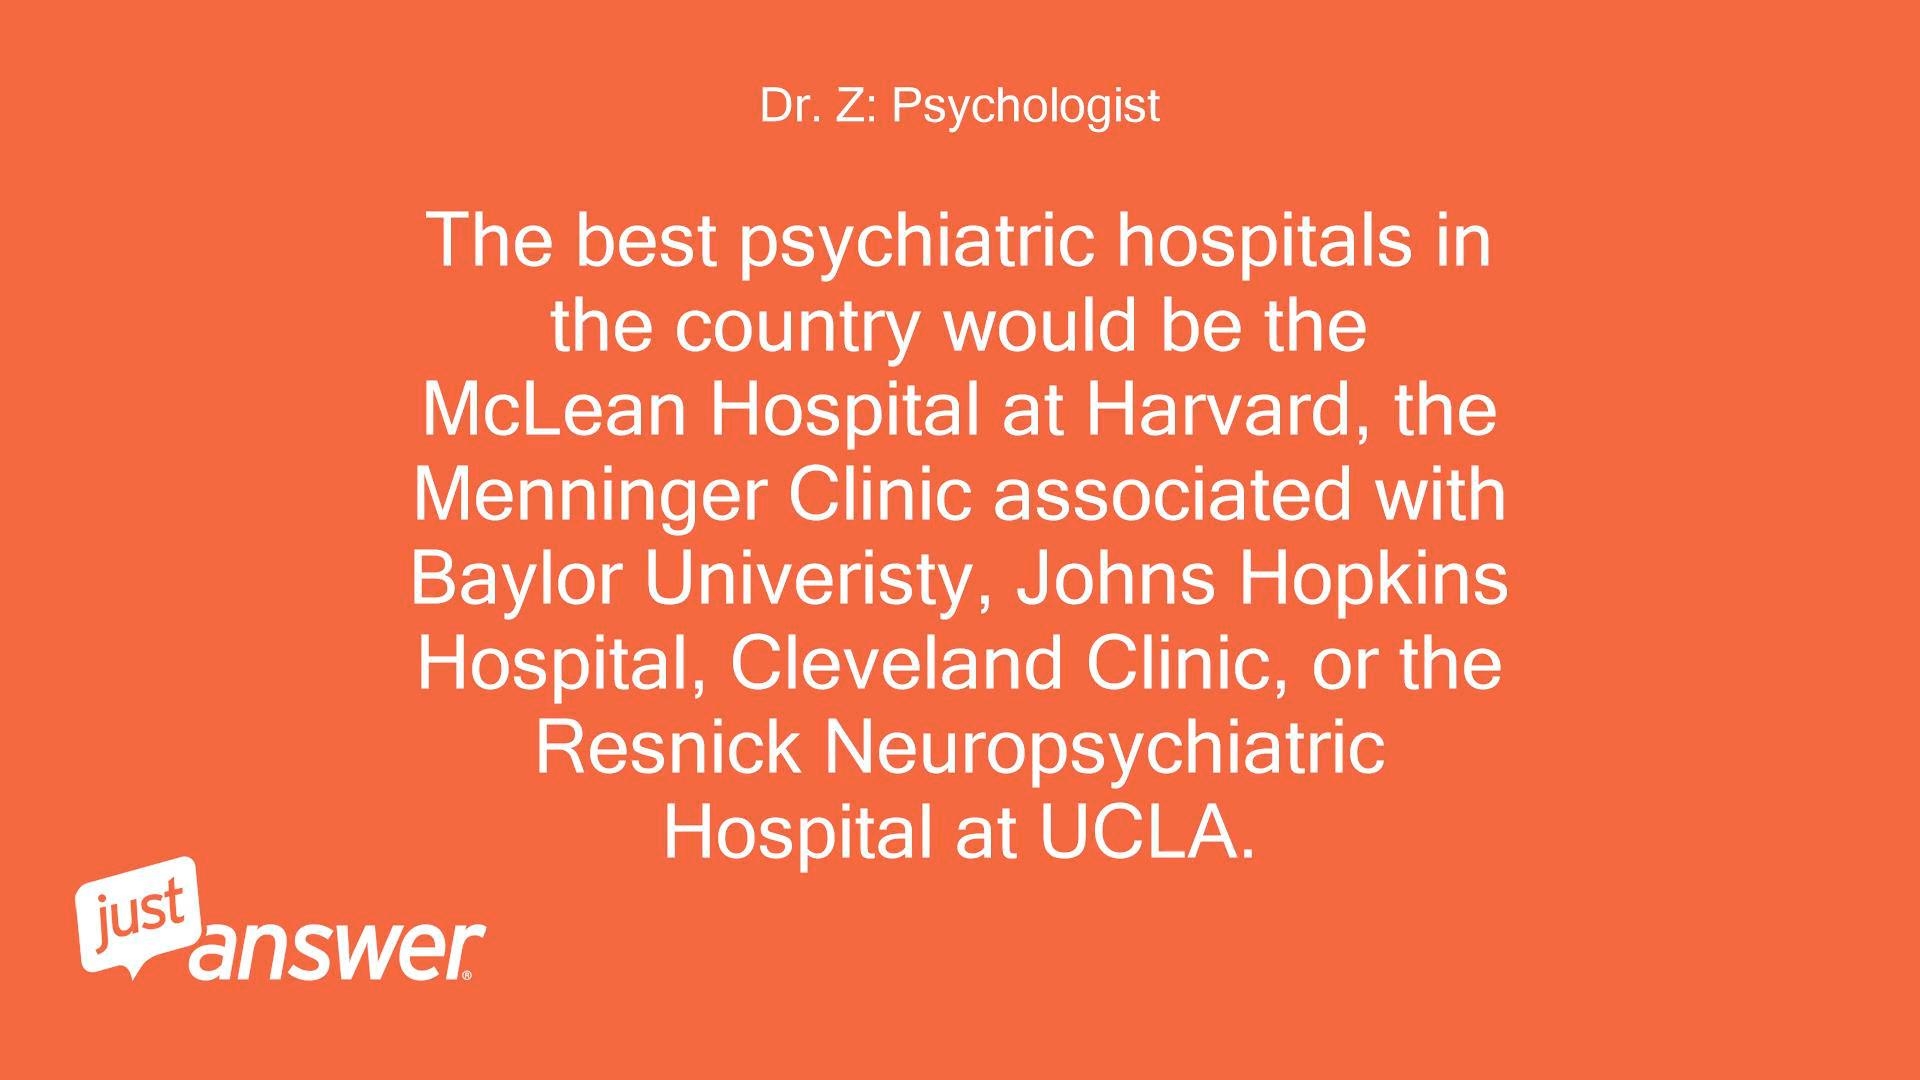 Dr. Z: Psychologist
The best psychiatric hospitals in
the country would be the
McLean Hospital at Harvard, the
Menninger Clinic associated with
Baylor Univeristy, Johns Hopkins
Hospital, Cleveland Clinic, or the
Resnick Neuropsychiatric
Hospital at UCLA.
just
answer®